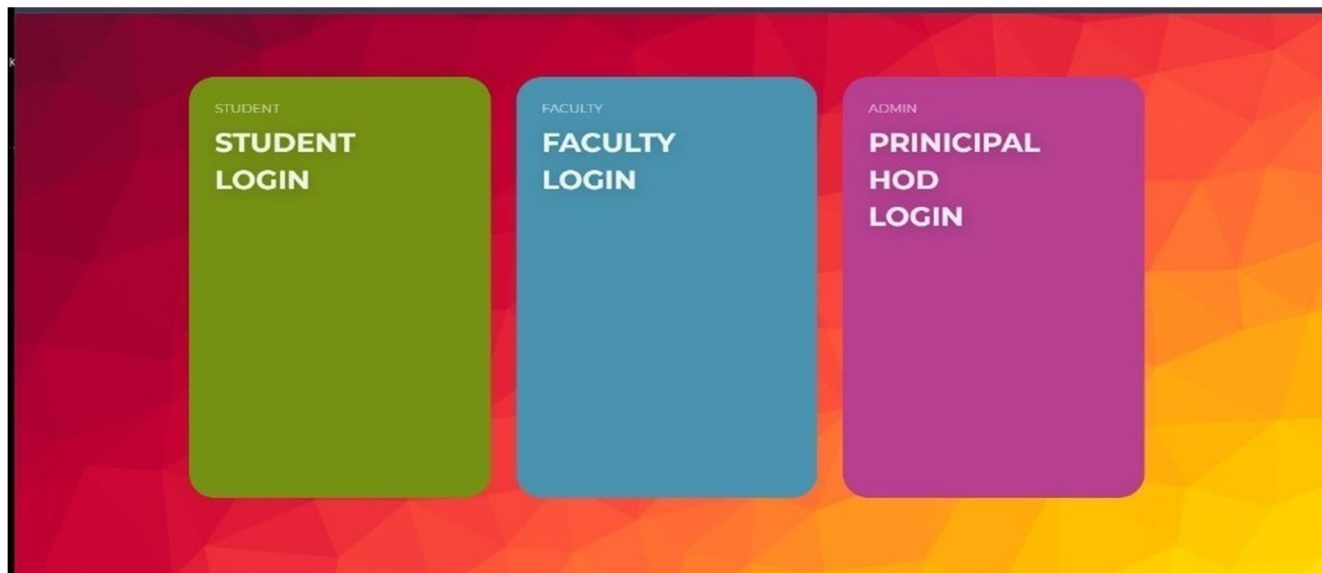 K
STUDENT
STUDENT
LOGIN
FACULTY
FACULTY
LOGIN
ADMIN
PRINICIPAL
HOD
LOGIN